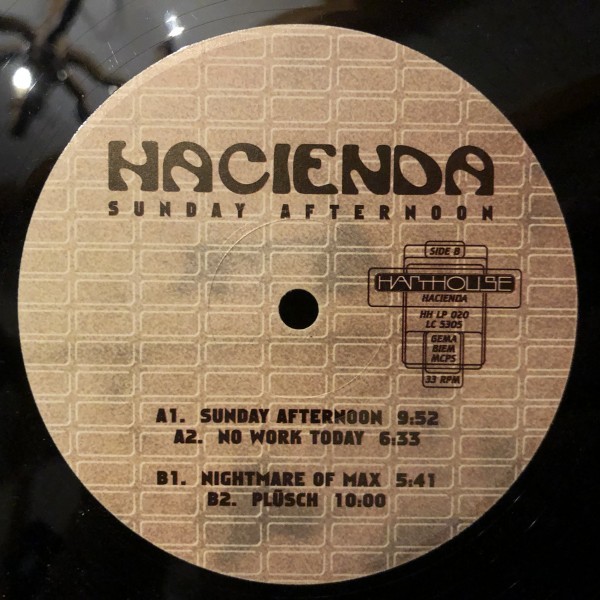 HACIENDA
SUNDAY AFTERNOON
SIDE B
HARTHOUSE
HACIENDA
HH LP 020
LC 5305
GEMA
BIEM
MCPS
33 RPM
A1. SUNDAY AFTERNOON 9:52
A2. NO WORK TODAY 6:33
B1. NIGHTMARE OF MAX 5:41
B2. PLÜSCH 10:00